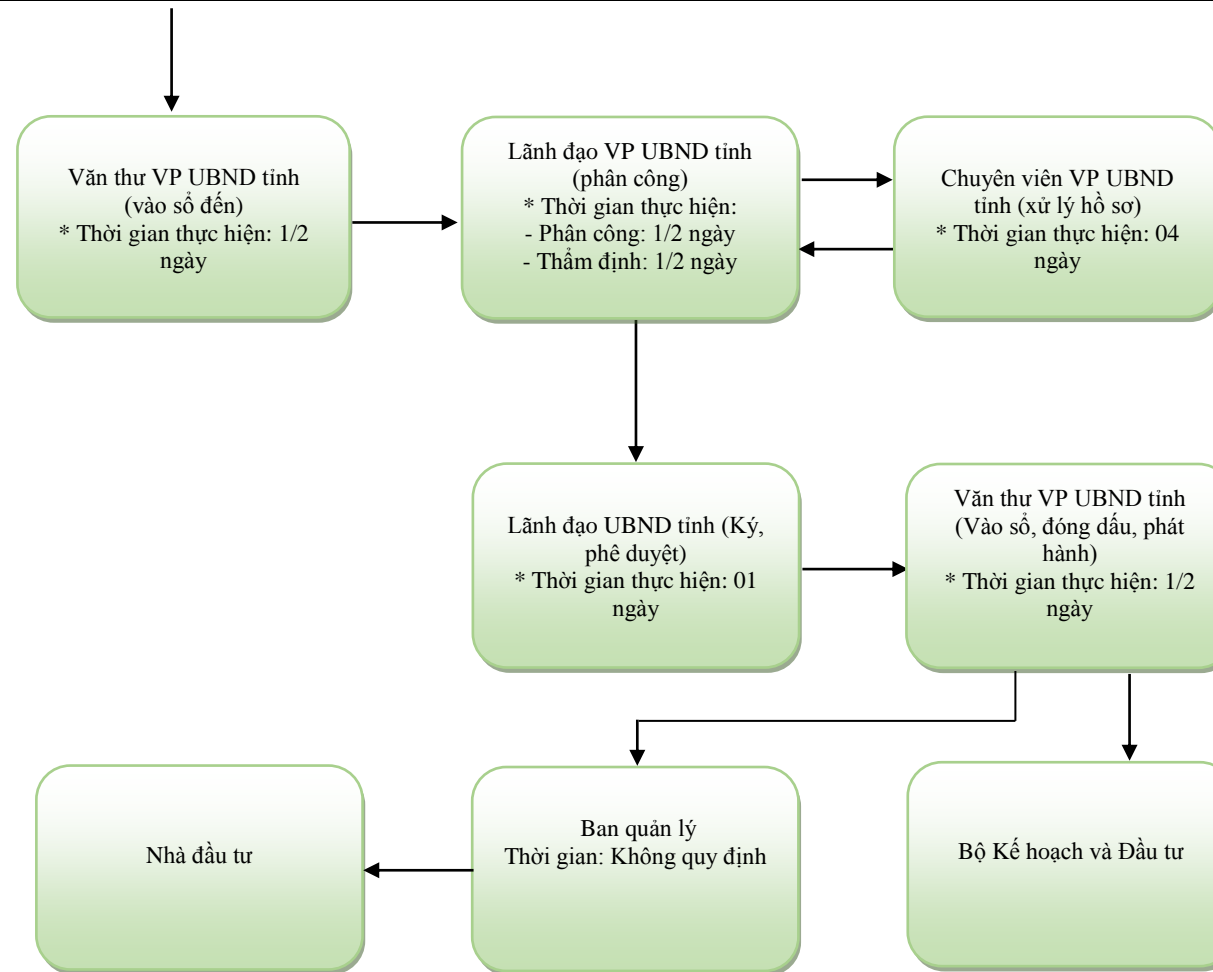 Văn thư VP UBND tỉnh
(vào sổ đến)
* Thời gian thực hiện: 1/2
ngày
Lãnh đạo VP UBND tỉnh
(phân công)
* Thời gian thực hiện:
- Phân công: 1/2 ngày
- Thẩm định: 1/2 ngày
Chuyên viên VP UBND
tỉnh (xử lý hồ sơ)
* Thời gian thực hiện: 04
ngày
Lãnh đạo UBND tỉnh (Ký,
phê duyệt)
* Thời gian thực hiện: 01
ngày
Văn thư VP UBND tỉnh
(Vào sổ, đóng dấu, phát
hành)
* Thời gian thực hiện: 1/2
ngày
Nhà đầu tư
Ban quản lý
Thời gian: Không quy định
Bộ Kế hoạch và Đầu tư